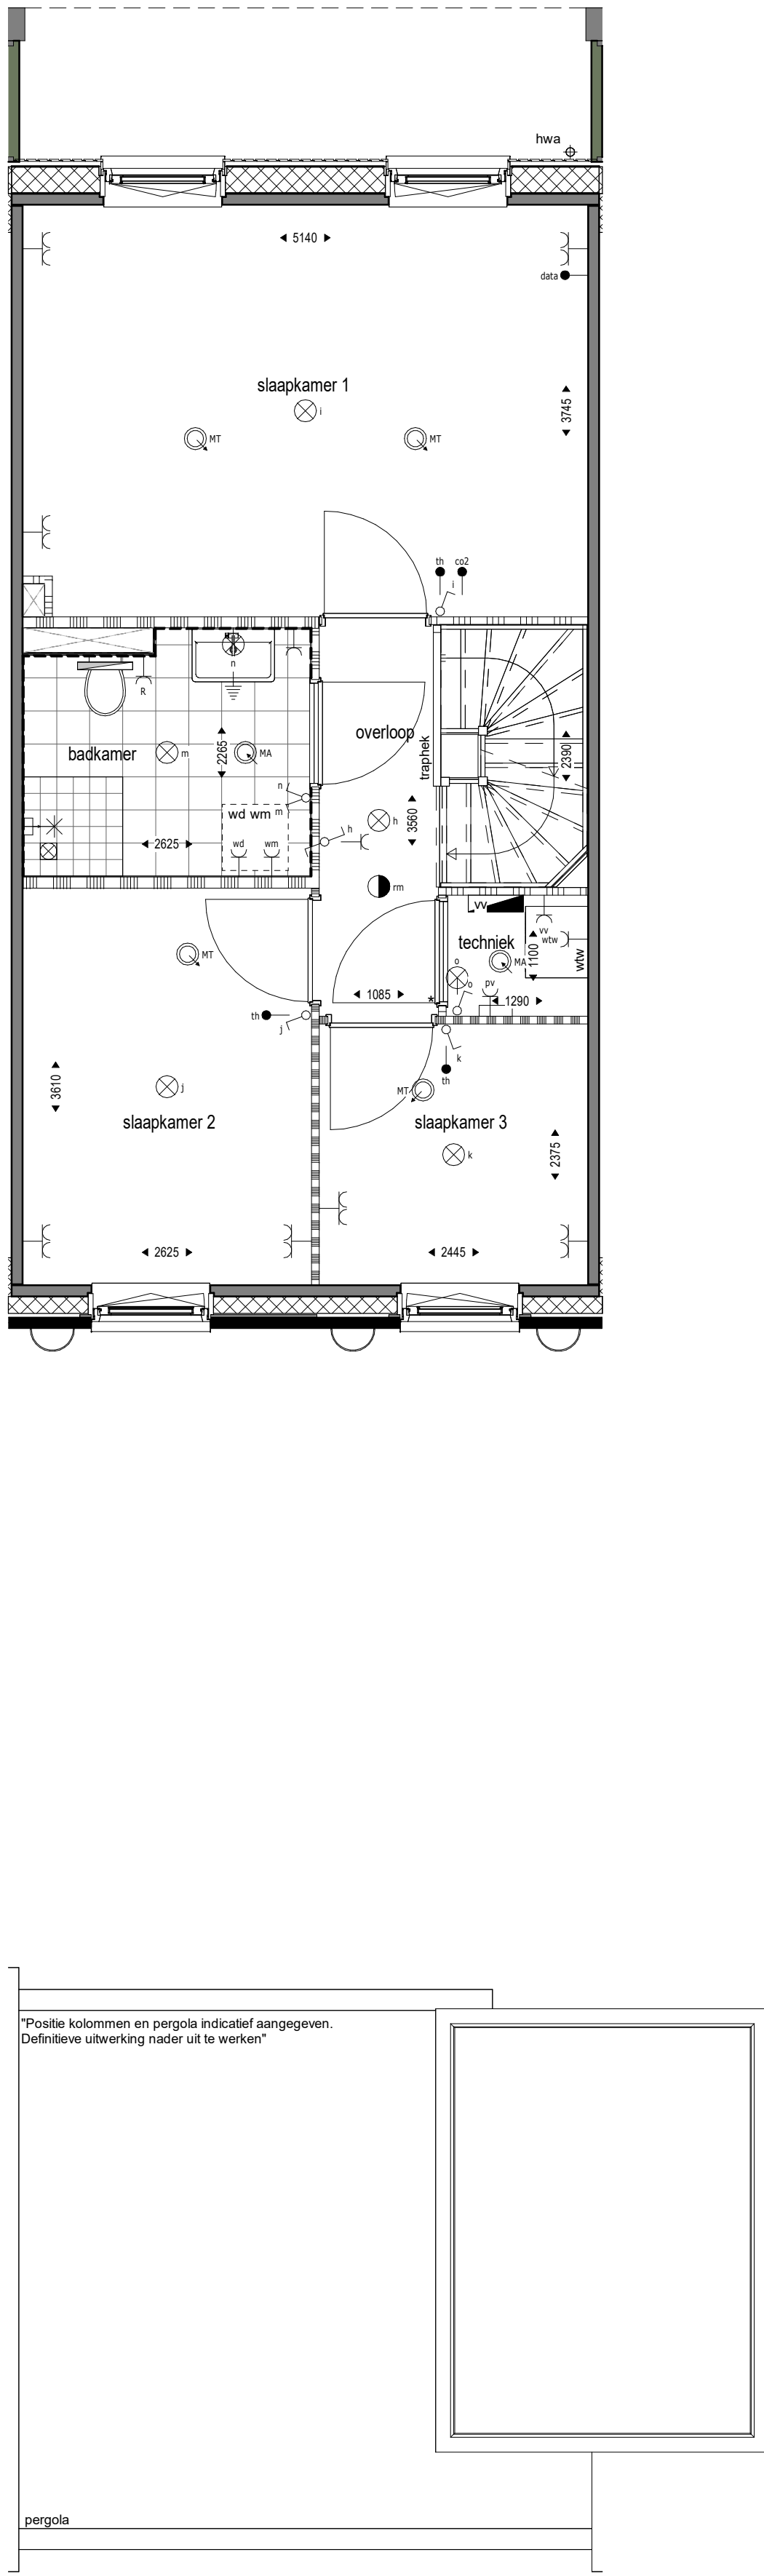 hwa
5140
data
slaapkamer 1
i
3745
MT
MT
th
co2
i
n
R
overloop
badkamer
m
2265
MA
traphek
2390
n
m
wd wm
h
3560
h
2625
wd
wm
rm
vv
techniek
vv
wtw
wtw
MT
1100
MA
o
o
pv
1085
*
1290
th
j
k
th
3610
j
MT
slaapkamer 2
slaapkamer 3
k
2375
2625
2445
"Positie kolommen en pergola indicatief aangegeven.
Definitieve uitwerking nader uit te werken"
pergola